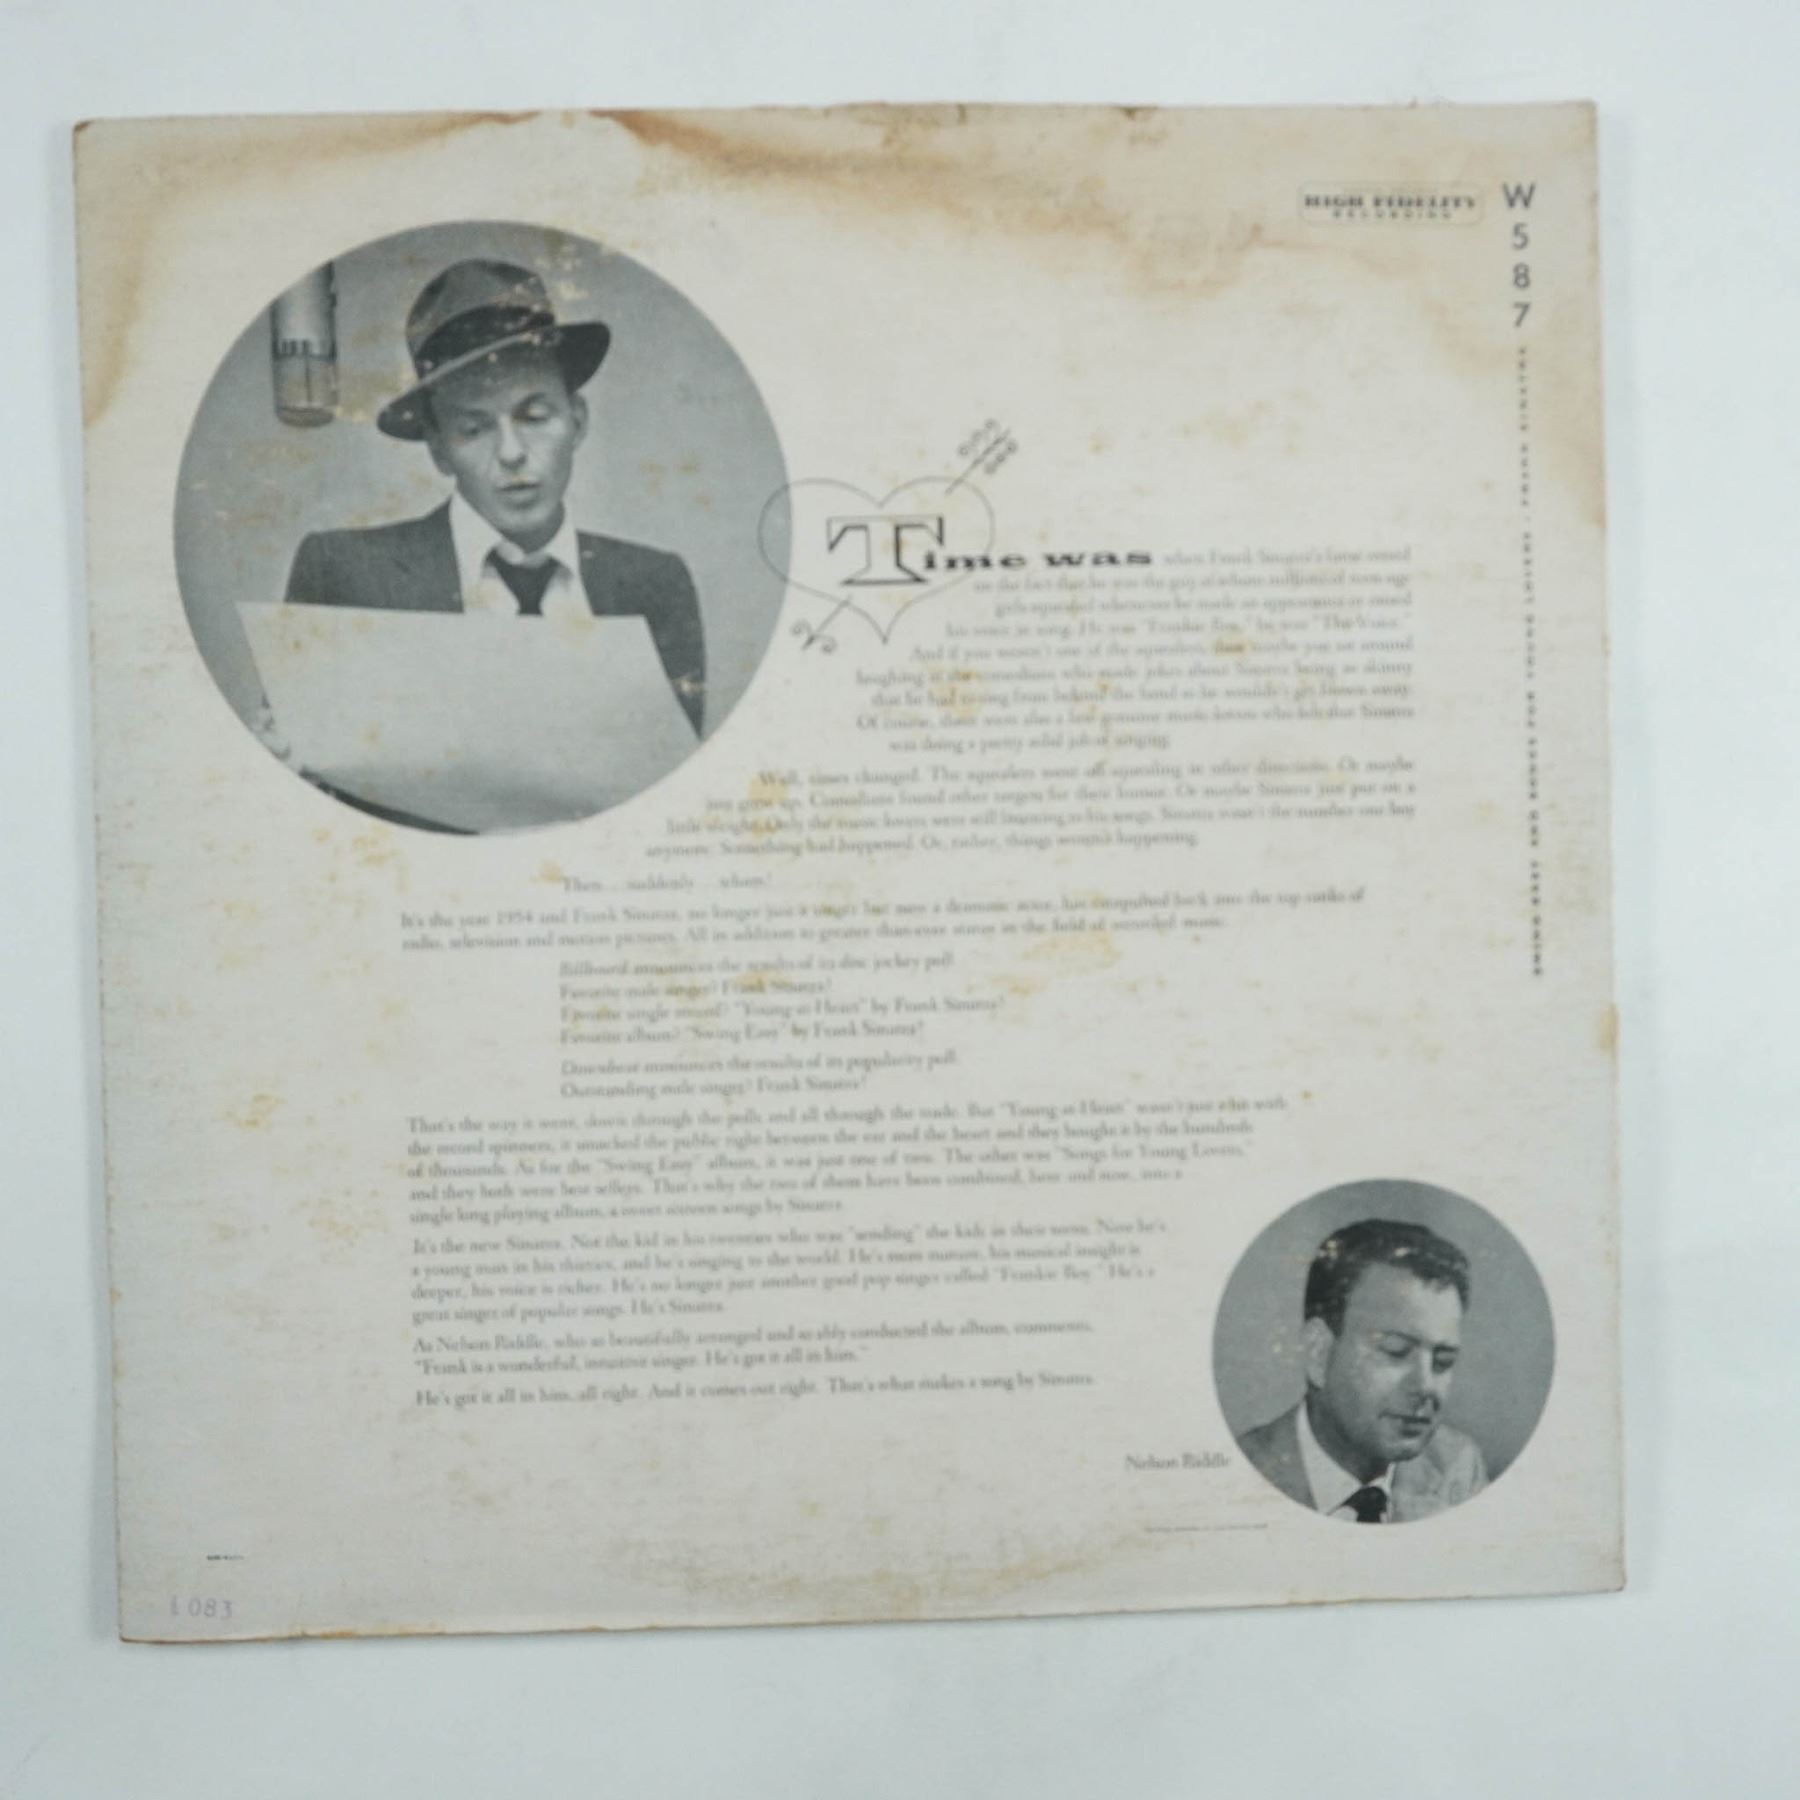 HIGH FIDELITY
RECORDING
W
5
8
7
SWING EASY AND SONGS FOR YOUNG LOVERS · FRANK SINATRA
Time was when Frank Sinatra's fame rested
on the fact that he was the guy at whom millions of teen age
girls squealed whenever he made an appearance or raised
his voice in song. He was "Frankie Boy," he was "The Voice."
And if you weren't one of the squealers, then maybe you sat around
laughing at the comedians who made jokes about Sinatra being so skinny
that he had to sing from behind the band so he wouldn't get blown away.
Of course, there were also a few genuine music lovers who felt that Sinatra
was doing a pretty solid job of singing.
Well, times changed. The squealers went off squealing in other directions. Or maybe
just grew up. Comedians found other targets for their humor. Or maybe Sinatra just put on a
little weight. Only the music lovers were still listening to his songs. Sinatra wasn't the number one boy
anymore. Something had happened. Or, rather, things weren't happening.
Then... suddenly... wham!
It's the year 1954 and Frank Sinatra, no longer just a singer but now a dramatic actor, has catapulted back into the top ranks of
radio, television and motion pictures. All in addition to greater-than-ever status in the field of recorded music.
Billboard announces the results of its disc jockey poll.
Favorite male singer? Frank Sinatra!
Favorite single record? "Young-at-Heart" by Frank Sinatra!
Favorite album? "Swing Easy" by Frank Sinatra!
Downbeat announces the results of its popularity poll.
Outstanding male singer? Frank Sinatra!
That's the way it went, down through the polls and all through the trade. But "Young-at-Heart" wasn't just a hit with
the record spinners, it smacked the public right between the ear and the heart and they bought it by the hundreds
of thousands. As for the "Swing Easy" album, it was just one of two. The other was "Songs for Young Lovers,"
and they both were best sellers. That's why the two of them have been combined, here and now, into a
single long playing album, a sweet sixteen songs by Sinatra.
It's the new Sinatra. Not the kid in his twenties who was "sending" the kids in their teens. Now he's
a young man in his thirties, and he's singing to the world. He's more mature, his musical insight is
deeper, his voice is richer. He's no longer just another good pop singer called "Frankie Boy." He's a
great singer of popular songs. He's Sinatra.
As Nelson Riddle, who so beautifully arranged and so ably conducted the album, comments,
"Frank is a wonderful, intuitive singer. He's got it all in him."
He's got it all in him, all right. And it comes out right. That's what makes a song by Sinatra.
Nelson Riddle
1083